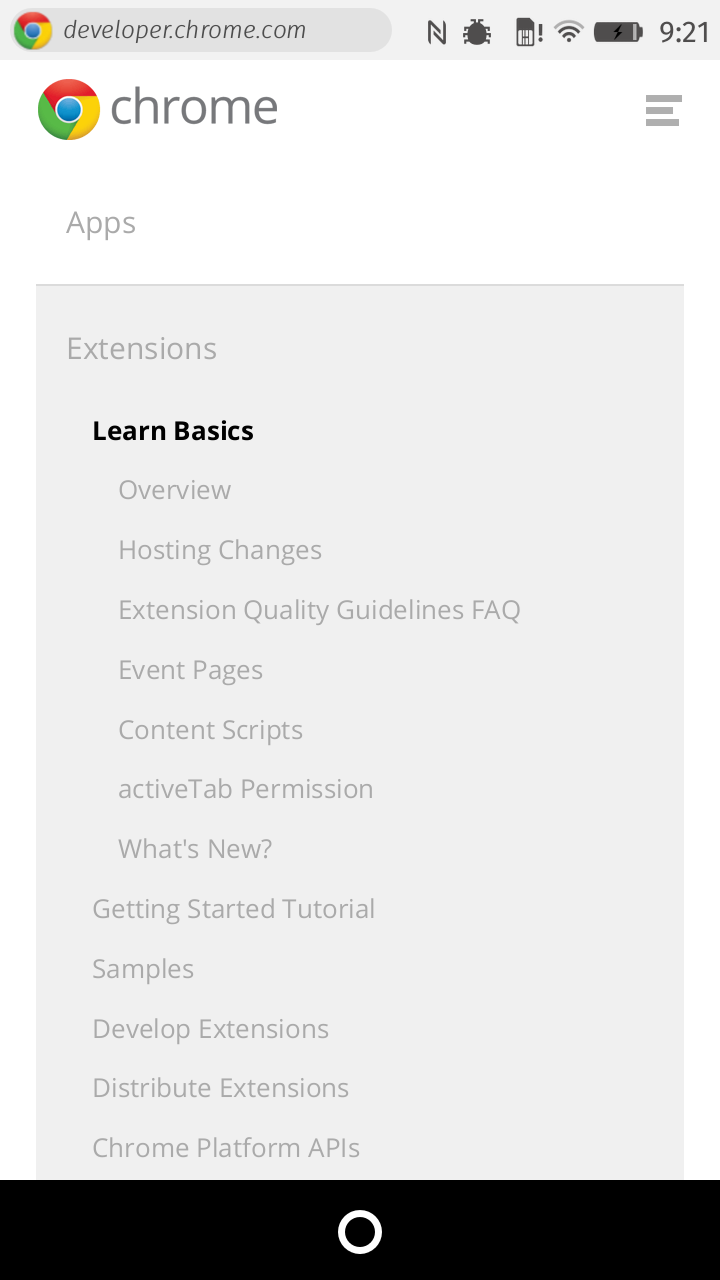 developer.chrome.com
9:21
chrome
Apps
Extensions
Learn Basics
Overview
Hosting Changes
Extension Quality Guidelines FAQ
Event Pages
Content Scripts
activeTab Permission
What's New?
Getting Started Tutorial
Samples
Develop Extensions
Distribute Extensions
Chrome Platform APIs